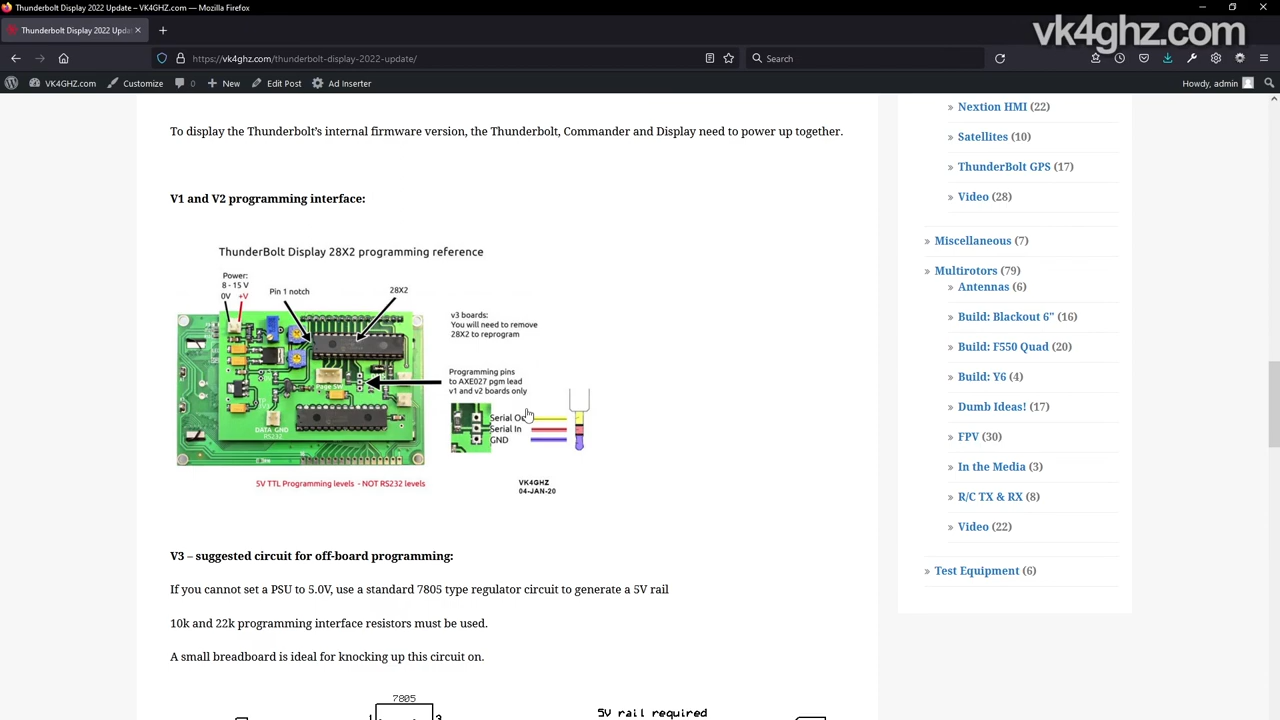 Thunderbolt Display 2022 Update – VK4GHZ.com — Mozilla Firefox
Thunderbolt Display 2022 Upda
vk4ghz.com
https://vk4ghz.com/thunderbolt-display-2022-update/
Search
VK4GHZ.com
Customize
0
New
Edit Post
Ad Inserter
Howdy, admin
To display the Thunderbolt's internal firmware version, the Thunderbolt, Commander and Display need to power up together.
V1 and V2 programming interface:
ThunderBolt Display 28X2 programming reference
Power:
8 - 15 V
0V +V
Pin 1 notch
28X2
v3 boards:
You will need to remove
28X2 to reprogram
Programming pins
to AXE027 pgm lead
v1 and v2 boards only
Page SW
DATA GND
RS232
Serial
Serial In
GND
5V TTL Programming levels - NOT RS232 levels
VK4GHZ
04-JAN-20
V3 – suggested circuit for off-board programming:
If you cannot set a PSU to 5.0V, use a standard 7805 type regulator circuit to generate a 5V rail
10k and 22k programming interface resistors must be used.
A small breadboard is ideal for knocking up this circuit on.
7805
1
3
5V rail required
» Nextion HMI (22)
» Satellites (10)
» ThunderBolt GPS (17)
» Video (28)
» Miscellaneous (7)
» Multirotors (79)
» Antennas (6)
» Build: Blackout 6" (16)
» Build: F550 Quad (20)
» Build: Y6 (4)
» Dumb Ideas! (17)
» FPV (30)
» In the Media (3)
» R/C TX & RX (8)
» Video (22)
» Test Equipment (6)